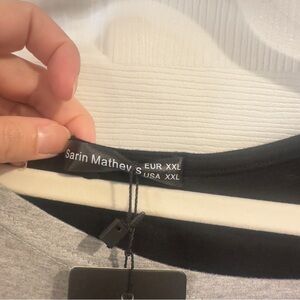 Sarin Mathews
EUR XXL
USA XXL